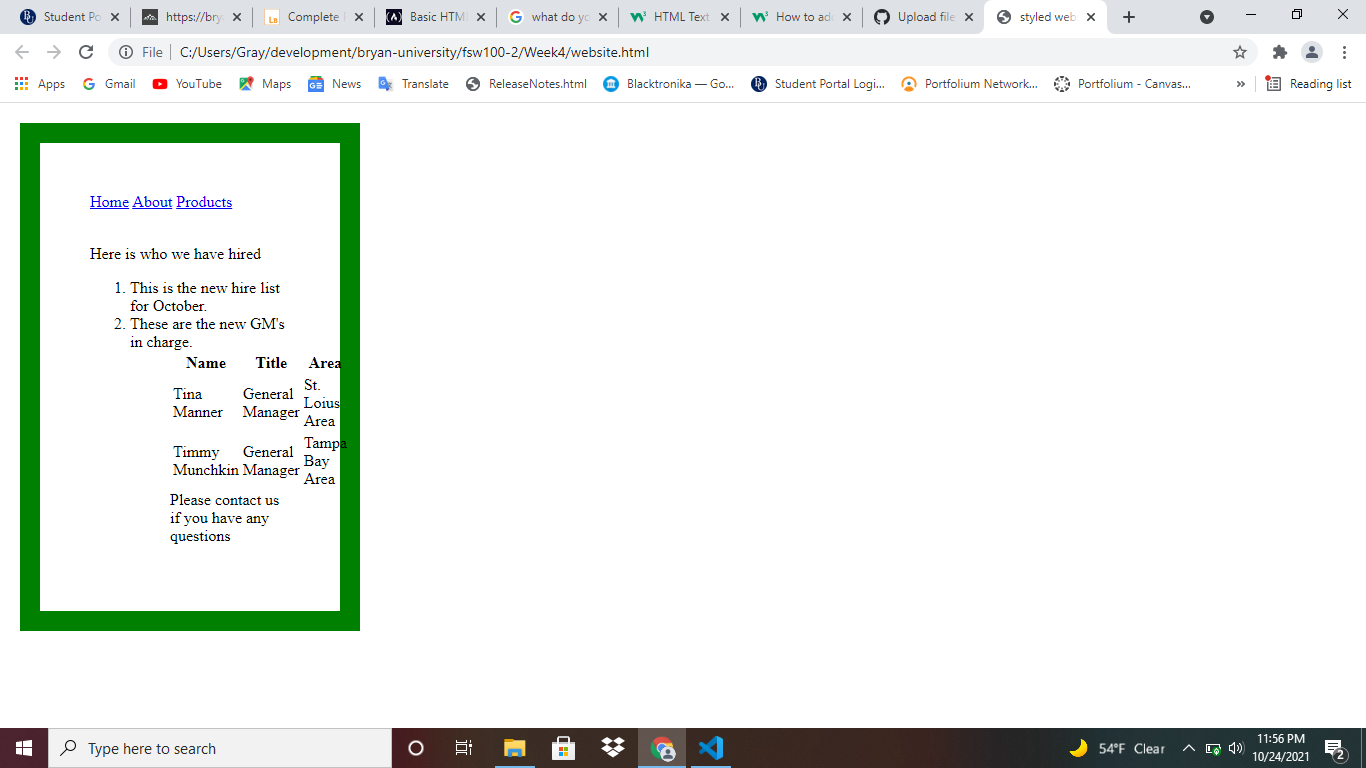 Student Po
https://bry
Complete
Basic HTM
what do yo
HTML Text
How to add
Upload file
styled web
File
C:/Users/Gray/development/bryan-university/fsw100-2/Week4/website.html
Apps
Gmail
YouTube
Maps
News
Translate
ReleaseNotes.html
Blacktronika — Go...
Student Portal Logi...
Portfolium Network...
Portfolium - Canvas...
»
Reading list
Home About Products
Here is who we have hired
1. This is the new hire list
for October.
2. These are the new GM's
in charge.
Name Title Area
Tina Manner General Manager St. Loius Area
Timmy Munchkin General Manager Tampa Bay Area
Please contact us
if you have any
questions
Type here to search
54°F Clear
11:56 PM
10/24/2021
2